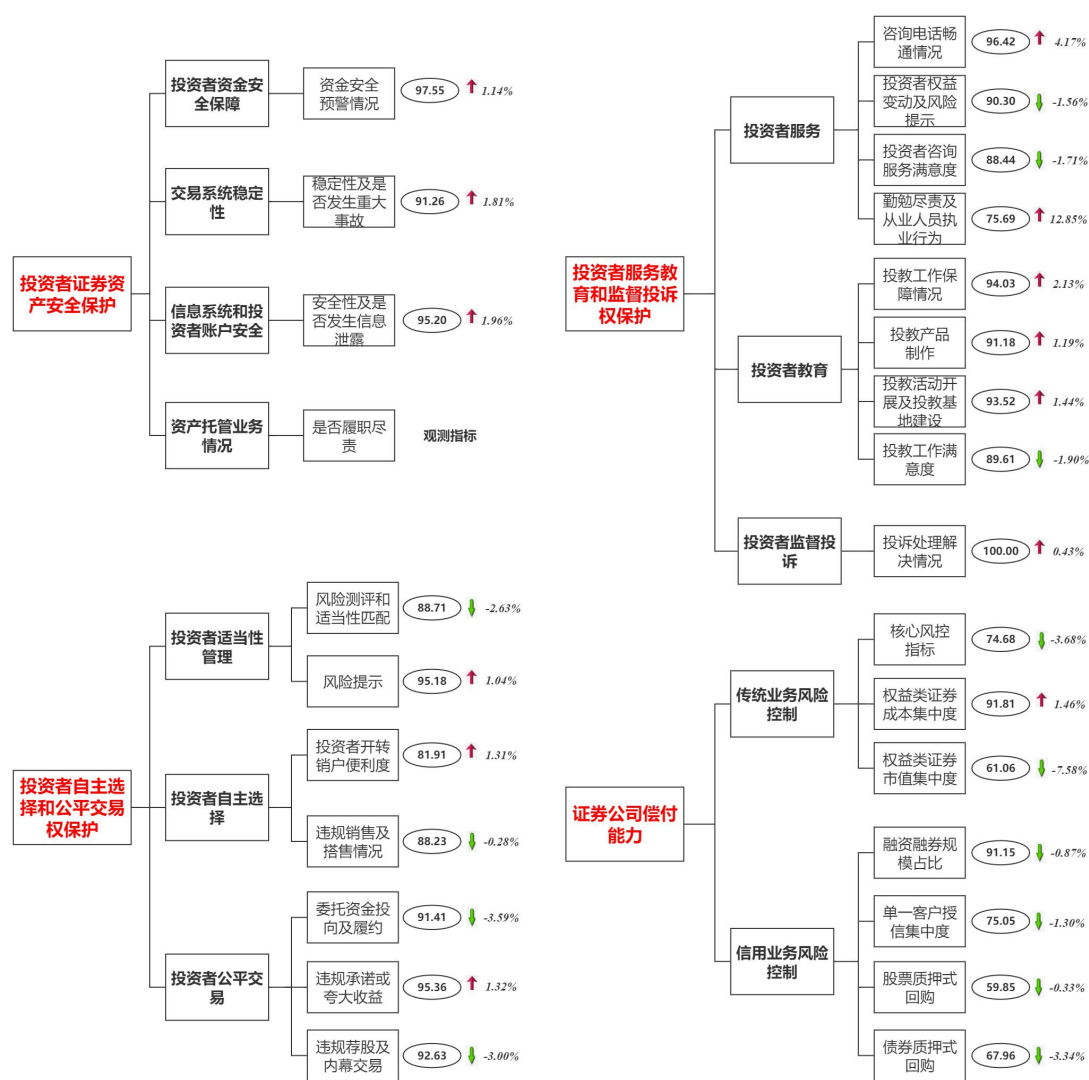 投资者证券资
产安全保护
投资者资金安
全保障
资金安全
预警情况
97.55
1.14%
交易系统稳定
性
稳定性及是
否发生重大
事故
91.26
1.81%
信息系统和投
资者账户安全
安全性及是
否发生信息
泄露
95.20
1.96%
资产托管业务
情况
是否履职尽
责
观测指标
投资者自主选
择和公平交易
权保护
投资者适当性
管理
风险测评和
适当性匹配
88.71
-2.63%
风险提示
95.18
1.04%
投资者自主选
择
投资者开转
销户便利度
81.91
1.31%
违规销售及
搭售情况
88.23
-0.28%
投资者公平交
易
委托资金投
向及履约
91.41
-3.59%
违规承诺或
夸大收益
95.36
1.32%
违规荐股及
内幕交易
92.63
-3.00%
投资者服务教
育和监督投诉
权保护
投资者服务
咨询电话畅
通情况
96.42
4.17%
投资者权益
变动及风险
提示
90.30
-1.56%
投资者咨询
服务满意度
88.44
-1.71%
勤勉尽责及
从业人员执
业行为
75.69
12.85%
投资者教育
投教工作保
障情况
94.03
2.13%
投教产品
制作
91.18
1.19%
投教活动开
展及投教基
地建设
93.52
1.44%
投教工作满
意度
89.61
-1.90%
投资者监督投
诉
投诉处理解
决情况
100.00
0.43%
证券公司偿付
能力
传统业务风险
控制
核心风控
指标
74.68
-3.68%
权益类证券
成本集中度
91.81
1.46%
权益类证券
市值集中度
61.06
-7.58%
信用业务风险
控制
融资融券规
模占比
91.15
-0.87%
单一客户授
信集中度
75.05
-1.30%
股票质押式
回购
59.85
-0.33%
债券质押式
回购
67.96
-3.34%